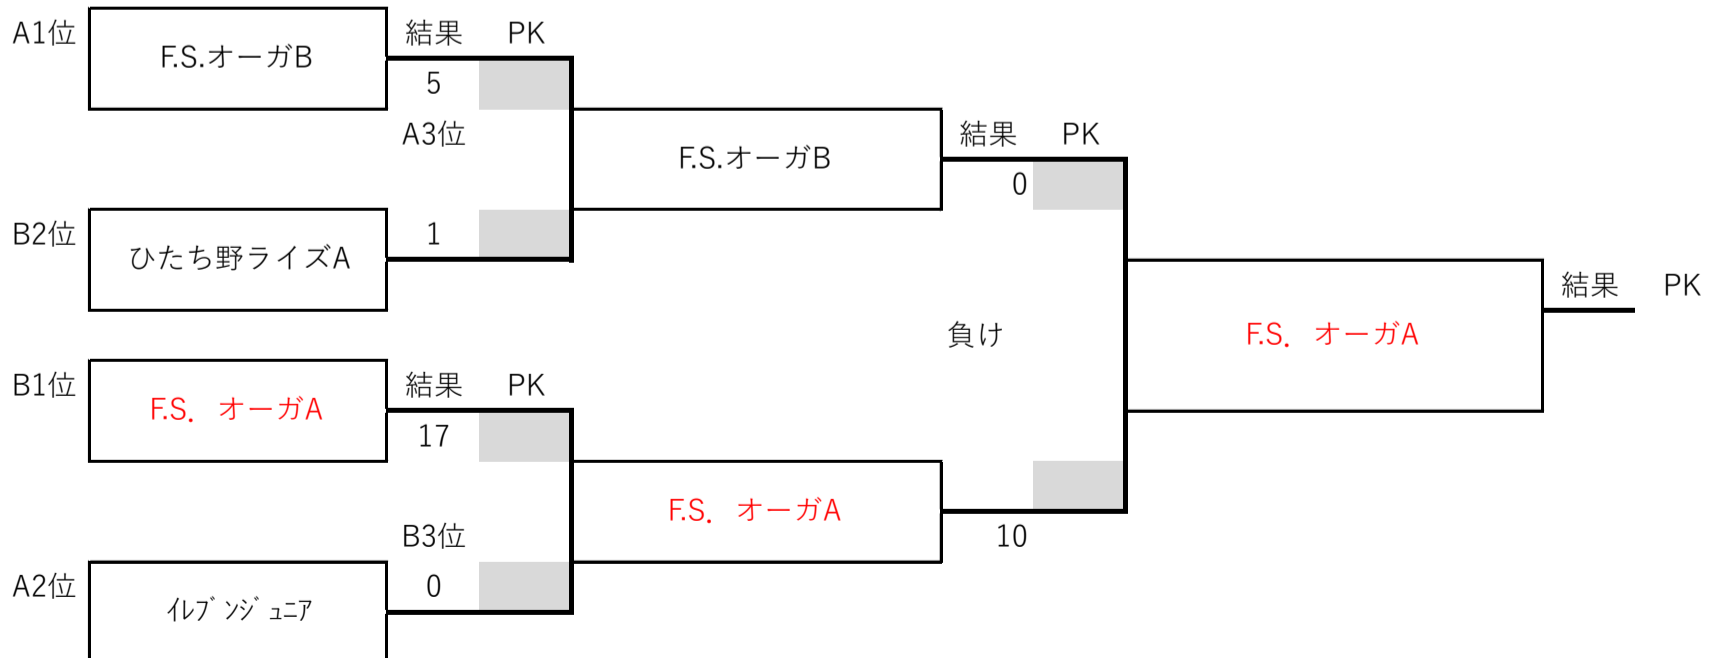 A1位 F.S.オーガB 結果 PK
5
A3位
F.S.オーガB 結果 PK
0
B2位 ひたち野ライズA 1
負け
F.S. オーガA 結果 PK
B1位 F.S. オーガA 結果 PK
17
F.S. オーガA
10
B3位
A2位 ｲﾚﾌﾞﾝｼﾞｭﾆｱ 0